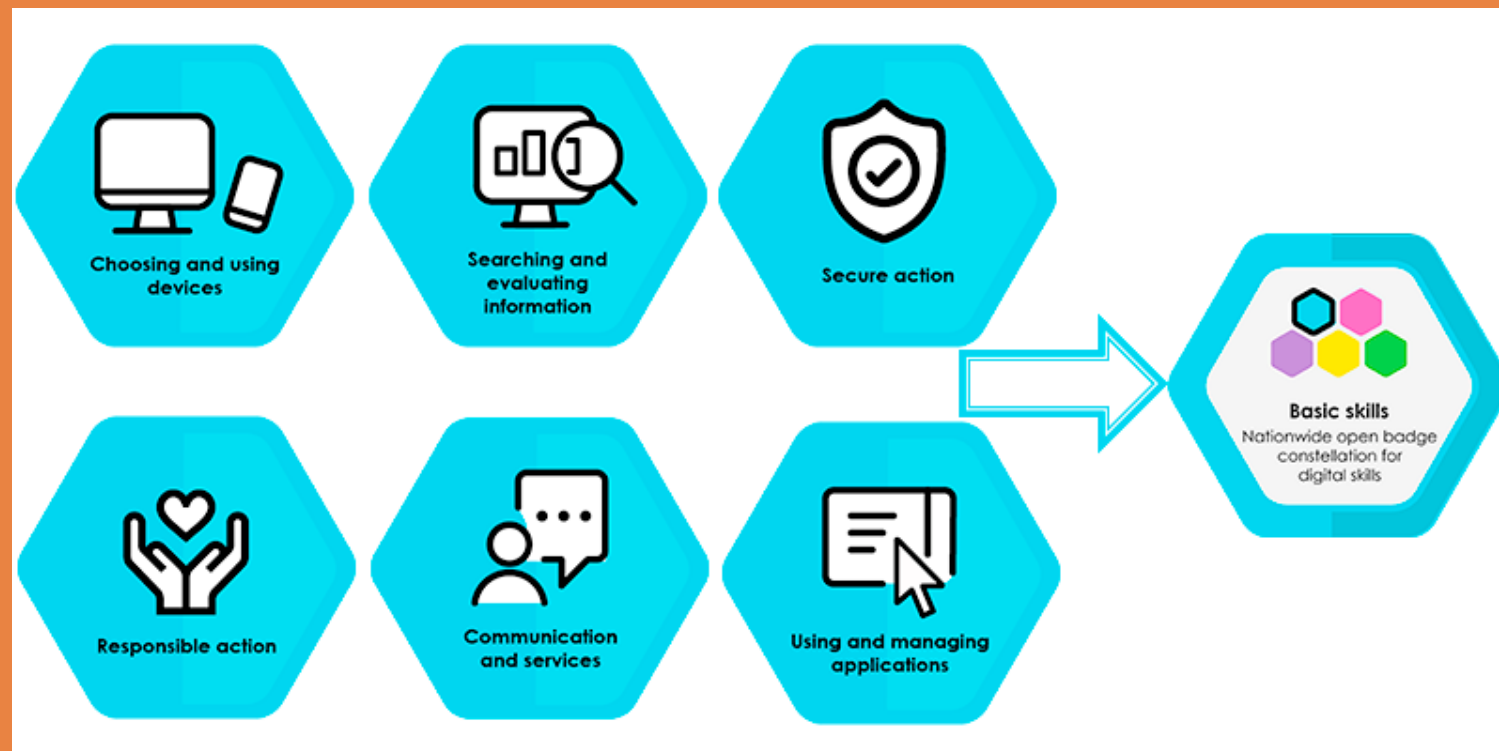 Choosing and using
devices
Searching and
evaluating
information
Secure action
Responsible action
Communication
and services
Using and managing
applications
Basic skills
Nationwide open badge
constellation for
digital skills